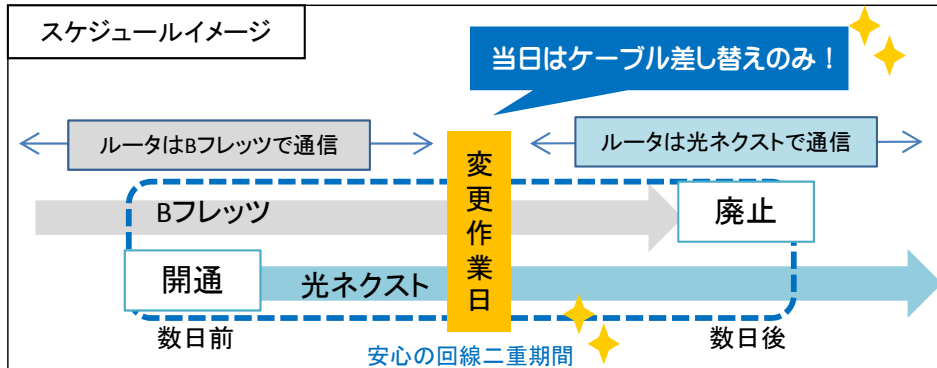 スケジュールイメージ
当日はケーブル差し替えのみ！
ルータはBフレッツで通信
変更作業日
ルータは光ネクストで通信
Bフレッツ
廃止
開通
光ネクスト
数日前
数日後
安心の回線二重期間